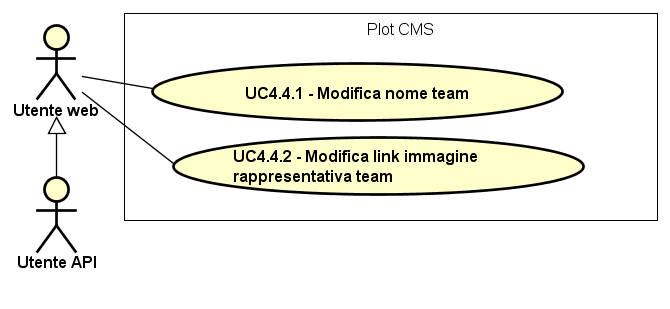 Plot CMS
Utente web
UC4.4.1 - Modifica nome team
UC4.4.2 - Modifica link immagine
rappresentativa team
Utente API